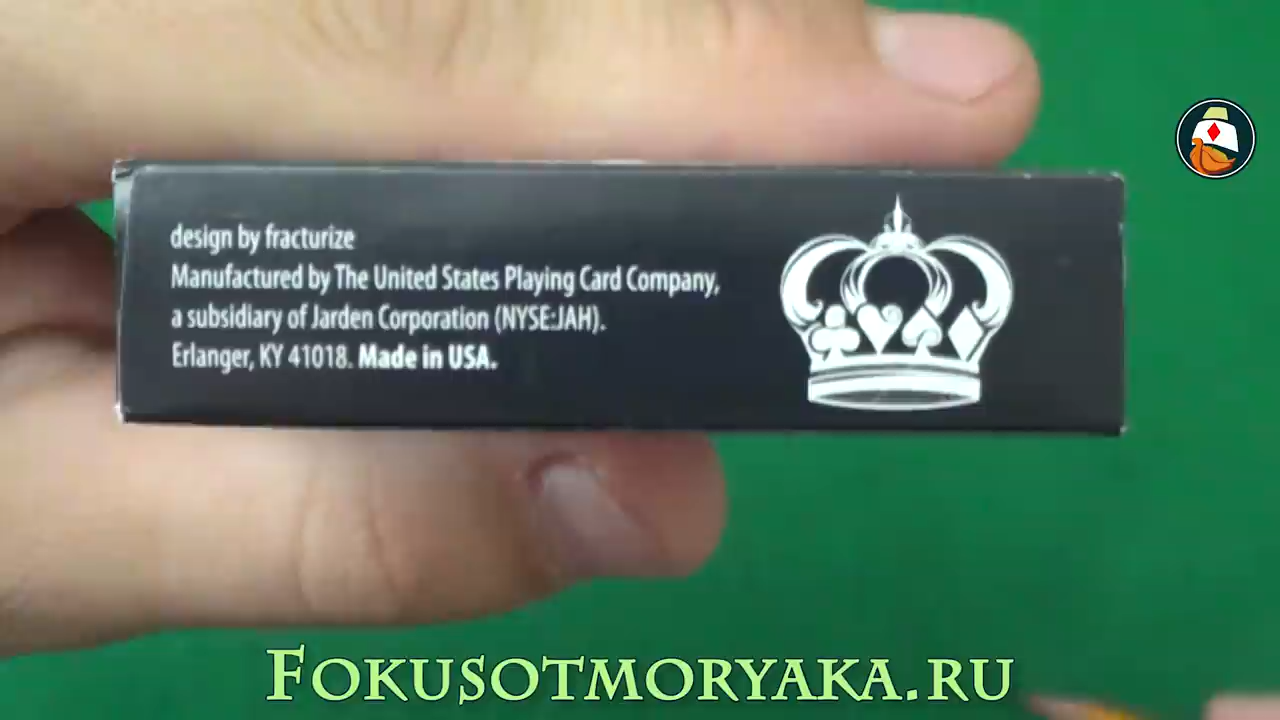 design by fracturize
Manufactured by The United States Playing Card Company,
a subsidiary of Jarden Corporation (NYSE:JAH).
Erlanger, KY 41018. Made in USA.
FOKUSOTMORYAKA.RU